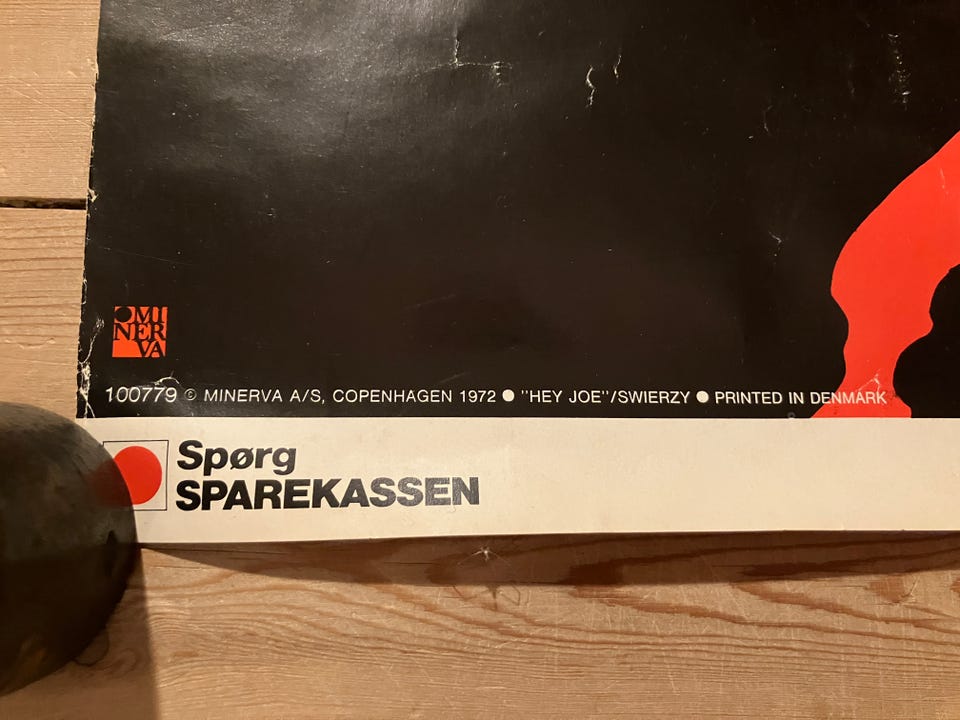 MI
NER
VA
100779 © MINERVA A/S, COPENHAGEN 1972 ● "HEY JOE"/SWIERZY ● PRINTED IN DENMARK
Spørg
SPAREKASSEN